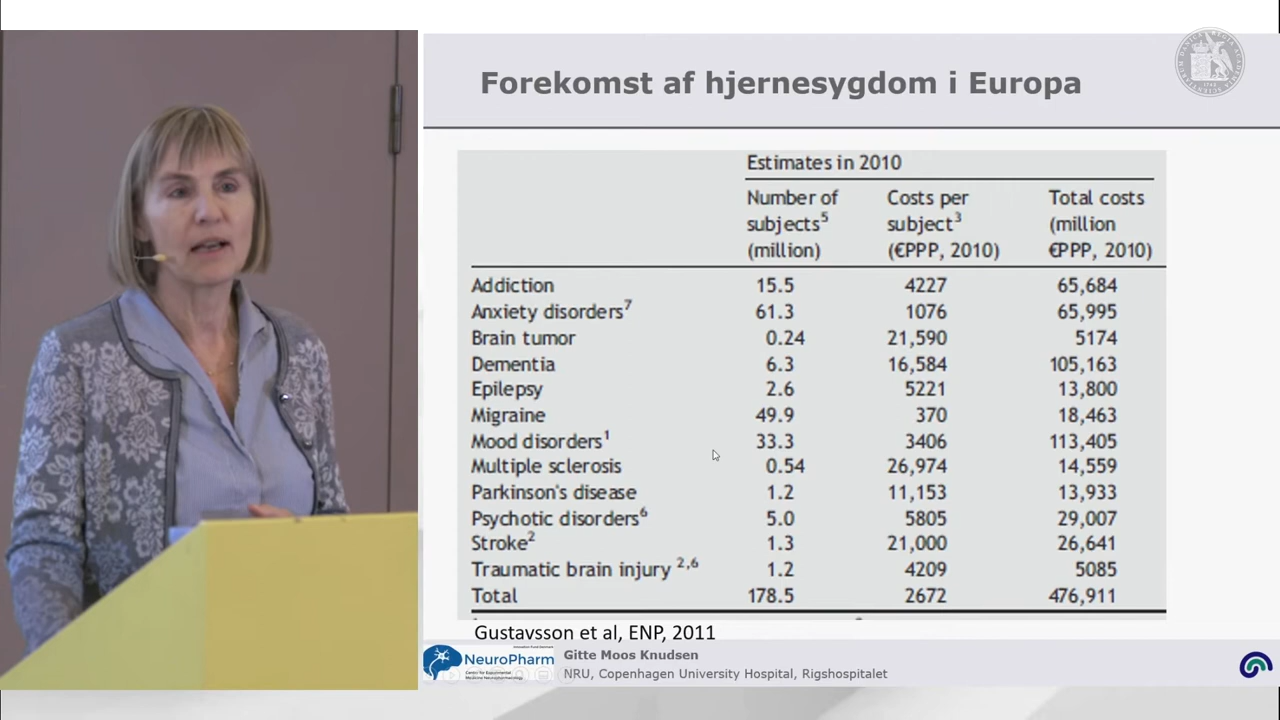 Forekomst af hjernesygdom i Europa
Estimates in 2010
Number of subjects5 (million) Costs per subject3 (€PPP, 2010) Total costs (million €PPP, 2010)
Addiction 15.5 4227 65,684
Anxiety disorders7 61.3 1076 65,995
Brain tumor 0.24 21,590 5174
Dementia 6.3 16,584 105,163
Epilepsy 2.6 5221 13,800
Migraine 49.9 370 18,463
Mood disorders1 33.3 3406 113,405
Multiple sclerosis 0.54 26,974 14,559
Parkinson's disease 1.2 11,153 13,933
Psychotic disorders6 5.0 5805 29,007
Stroke2 1.3 21,000 26,641
Traumatic brain injury 2,6 1.2 4209 5085
Total 178.5 2672 476,911
Gustavsson et al, ENP, 2011
NeuroPharm
Gitte Moos Knudsen
NRU, Copenhagen University Hospital, Rigshospitalet